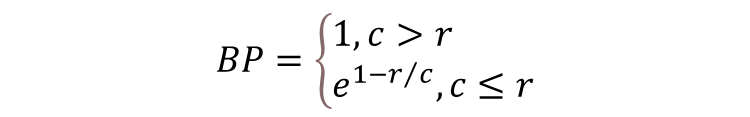 BP = {1, c > r
e^{1−r/c}, c ≤ r